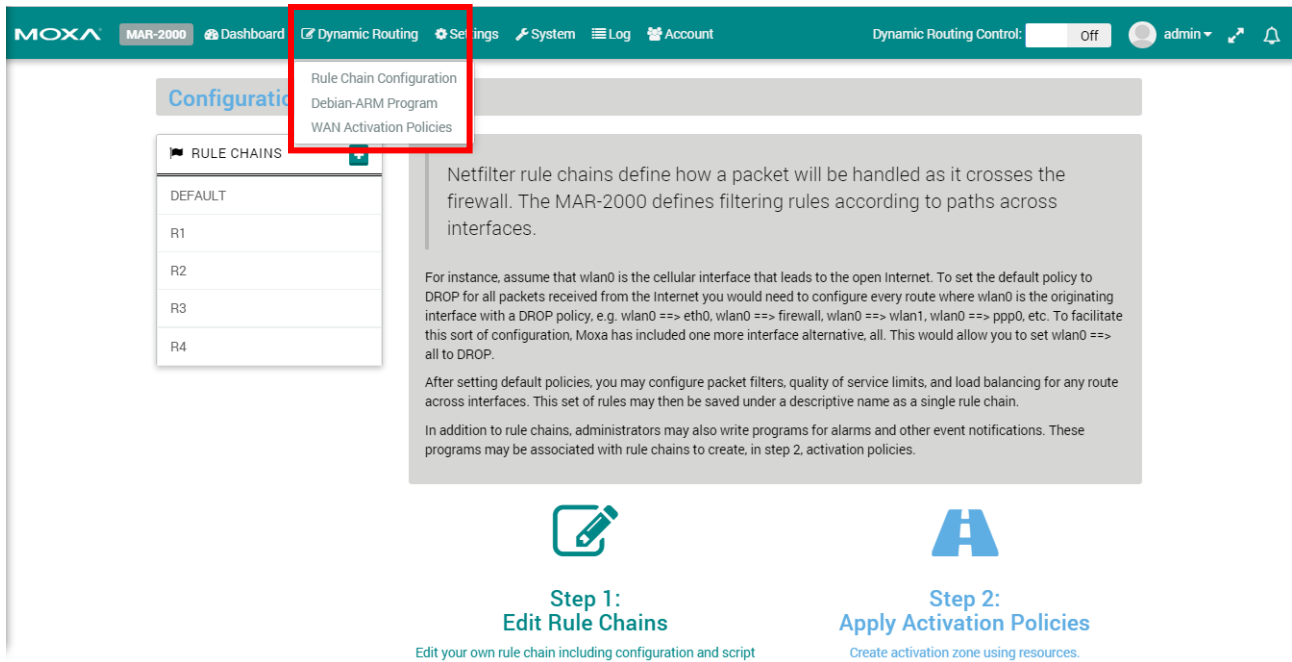 MOXA MAR-2000 Dashboard Dynamic Routing Settings System Log Account Dynamic Routing Control: Off admin
Rule Chain Configuration
Debian-ARM Program
WAN Activation Policies
Configuratio
RULE CHAINS
DEFAULT
R1
R2
R3
R4
Netfilter rule chains define how a packet will be handled as it crosses the
firewall. The MAR-2000 defines filtering rules according to paths across
interfaces.
For instance, assume that wlan0 is the cellular interface that leads to the open Internet. To set the default policy to
DROP for all packets received from the Internet you would need to configure every route where wlan0 is the originating
interface with a DROP policy, e.g. wlan0 ==> eth0, wlan0 ==> firewall, wlan0 ==> wlan1, wlan0 ==> ppp0, etc. To facilitate
this sort of configuration, Moxa has included one more interface alternative, all. This would allow you to set wlan0 ==>
all to DROP.
After setting default policies, you may configure packet filters, quality of service limits, and load balancing for any route
across interfaces. This set of rules may then be saved under a descriptive name as a single rule chain.
In addition to rule chains, administrators may also write programs for alarms and other event notifications. These
programs may be associated with rule chains to create, in step 2, activation policies.
Step 1:
Edit Rule Chains
Edit your own rule chain including configuration and script
Step 2:
Apply Activation Policies
Create activation zone using resources.